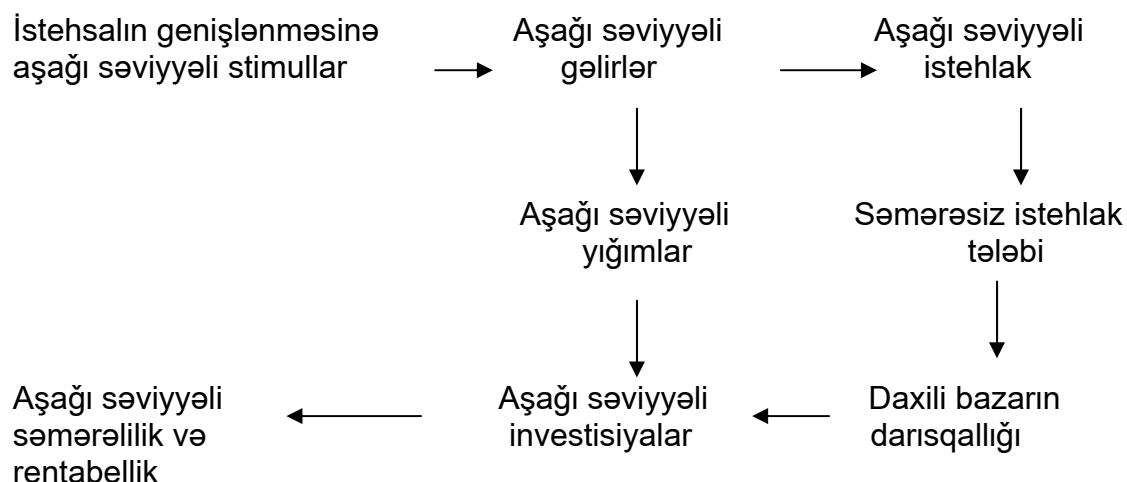 İstehsalın genişlənməsinə
aşağı səviyyəli stimullar
Aşağı səviyyəli
gəlirlər
Aşağı səviyyəli
istehlak
Aşağı səviyyəli
yığımlar
Səmərəsiz istehlak
tələbi
Aşağı səviyyəli
səmərəlilik və
rentabellik
Aşağı səviyyəli
investisiyalar
Daxili bazarın
darısqallığı